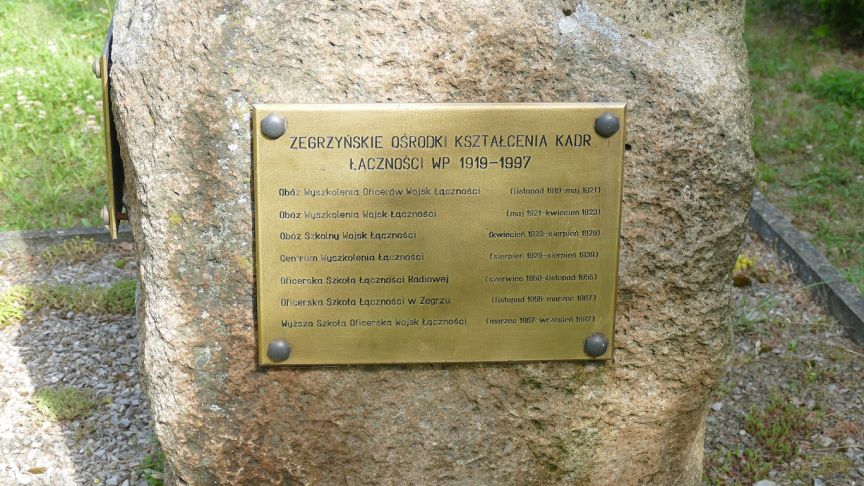 ZEGRZYŃSKIE OŚRODKI KSZTAŁCENIA KADR
ŁĄCZNOŚCI WP 1919-1997
Obóz Wyszkolenia Oficerów Wojsk Łączności (listopad 1919-maj 1921)
Obóz Wyszkolenia Wojsk Łączności (maj 1921-kwiecień 1923)
Obóz Szkolny Wojsk Łączności (kwiecień 1923-sierpień 1929)
Centrum Wyszkolenia Łączności (sierpień 1929-sierpień 1939)
Oficerska Szkoła Łączności Radiowej (czerwiec 1950-listopad 1955)
Oficerska Szkoła Łączności w Zegrzu (listopad 1955-marzec 1967)
Wyższa Szkoła Oficerska Wojsk Łączności (marzec 1967-wrzesień 1997)